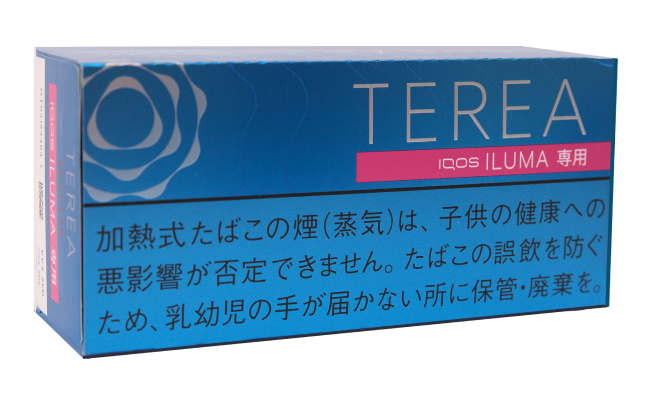 TEREA
IQOS ILUMA 専用
加熱式たばこの煙(蒸気)は、子供の健康への
悪影響が否定できません。たばこの誤飲を防ぐ
ため、乳幼児の手が届かない所に保管・廃棄を。
TEREA
IQOS ILUMA 専用